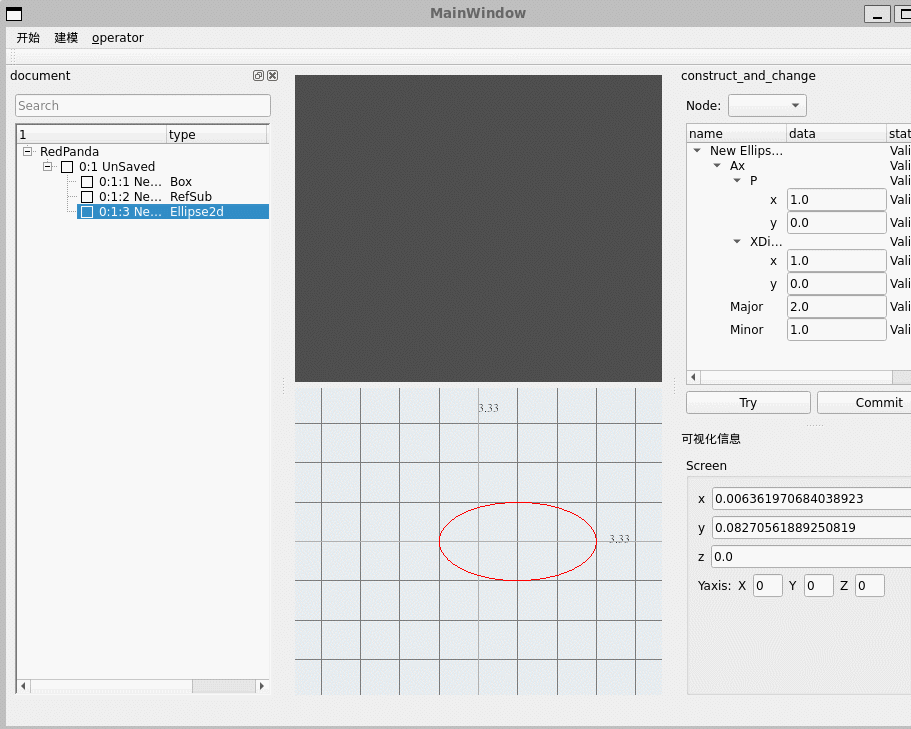 MainWindow
开始 建模 operator
document
Search
1 type
RedPanda
0:1 UnSaved
0:1:1 Ne... Box
0:1:2 Ne... RefSub
0:1:3 Ne... Ellipse2d
3.33
3.33
construct_and_change
Node:
name data stat
New Ellips... Vali
Ax Vali
P Vali
x 1.0 Vali
y 0.0 Vali
XDi... Vali
x 1.0 Vali
y 0.0 Vali
Major 2.0 Vali
Minor 1.0 Vali
Try Commit
可视化信息
Screen
x 0.006361970684038923
y 0.08270561889250819
z 0.0
Yaxis: X 0 Y 0 Z 0